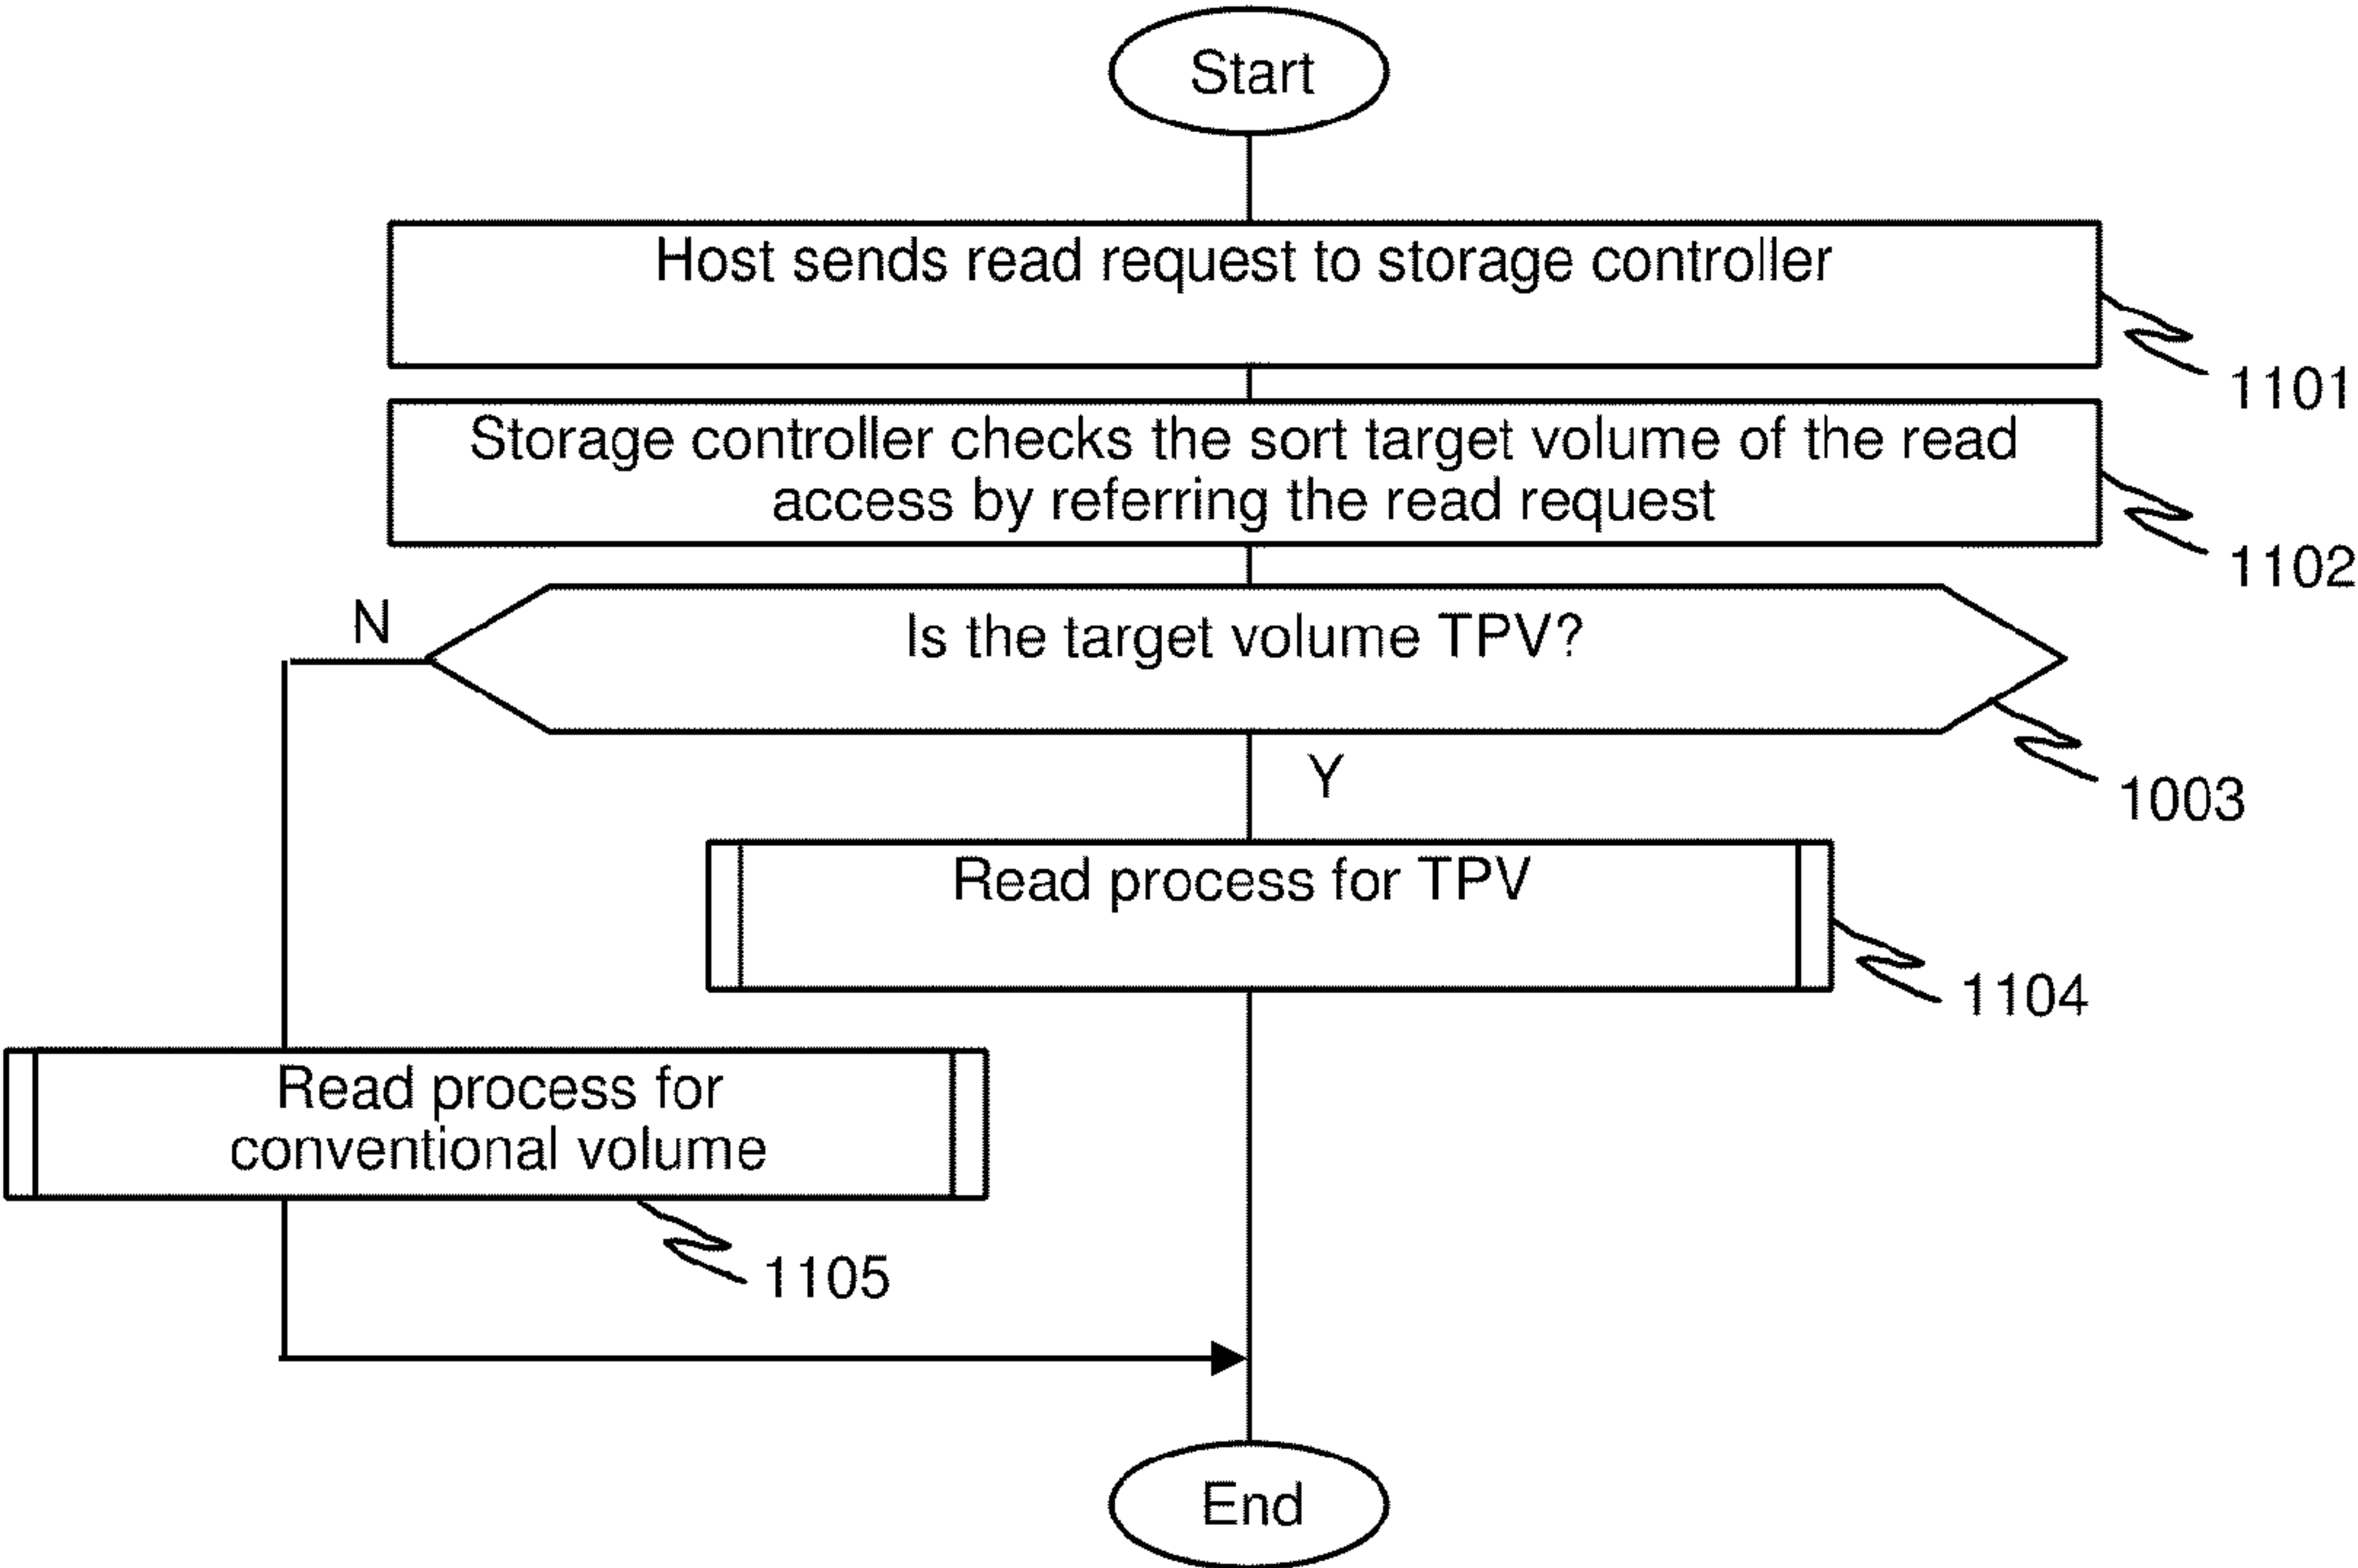 Start
Host sends read request to storage controller
1101
Storage controller checks the sort target volume of the read
access by referring the read request
1102
N
Is the target volume TPV?
1003
Y
Read process for TPV
1104
Read process for
conventional volume
1105
End